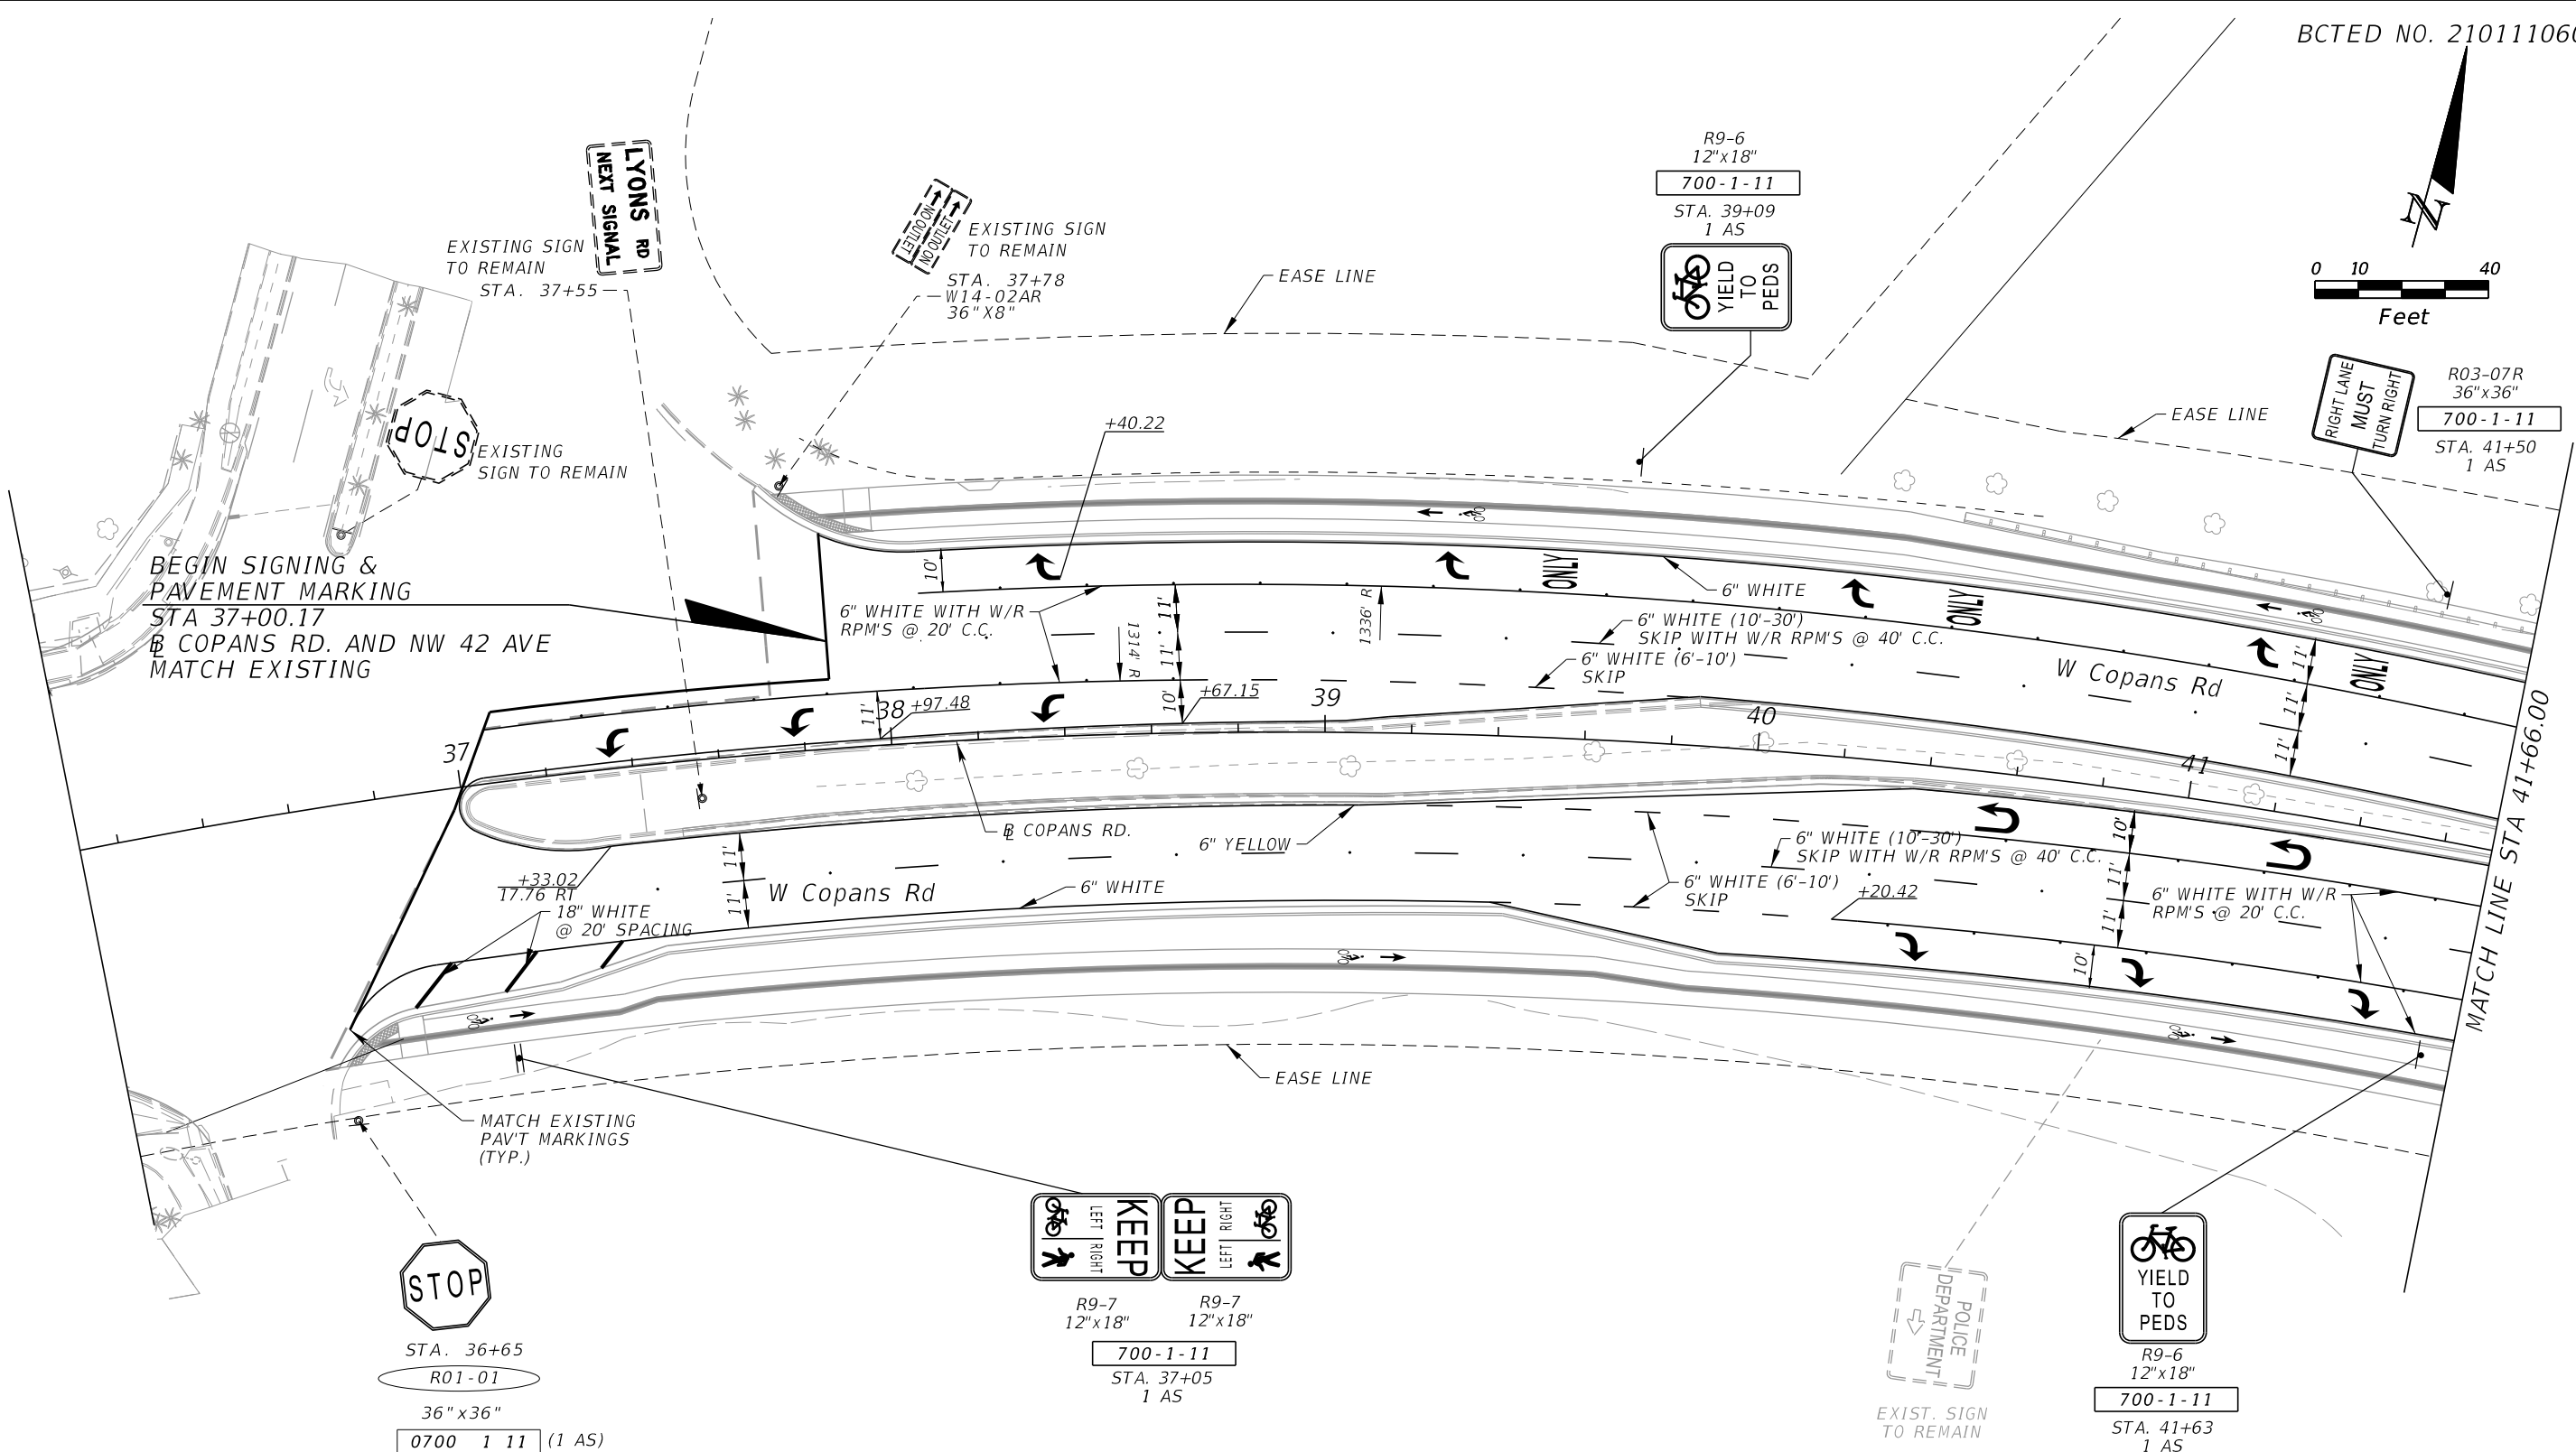 BCTED NO. 210111060
0 10 40
Feet
R9-6
12"x18"
700-1-11
STA. 39+09
1 AS
YIELD
TO
PEDS
LYONS RD
NEXT SIGNAL
EXISTING SIGN
TO REMAIN
STA. 37+55
NO OUTLET
NO OUTLET
EXISTING SIGN
TO REMAIN
STA. 37+78
W14-02AR
36"X8"
EASE LINE
RIGHT LANE
MUST
TURN RIGHT
R03-07R
36"x36"
700-1-11
STA. 41+50
1 AS
EASE LINE
STOP
EXISTING
SIGN TO REMAIN
+40.22
BEGIN SIGNING &
PAVEMENT MARKING
STA 37+00.17
BL COPANS RD. AND NW 42 AVE
MATCH EXISTING
10'
ONLY
ONLY
ONLY
6" WHITE
6" WHITE WITH W/R
RPM'S @ 20' C.C.
11'
11'
10'
1314' R
1336' R
6" WHITE (10'-30')
SKIP WITH W/R RPM'S @ 40' C.C.
6" WHITE (6'-10')
SKIP
W Copans Rd
11'
11'
11'
37
11'
38
+97.48
+67.15
39
40
41
MATCH LINE STA 41+66.00
BL COPANS RD.
6" YELLOW
6" WHITE (10'-30')
SKIP WITH W/R RPM'S @ 40' C.C.
6" WHITE (6'-10')
SKIP
+20.42
10'
11'
11'
10'
6" WHITE WITH W/R
RPM'S @ 20' C.C.
+33.02
17.76 RT
18" WHITE
@ 20' SPACING
11'
11'
W Copans Rd
6" WHITE
EASE LINE
MATCH EXISTING
PAV'T MARKINGS
(TYP.)
STOP
STA. 36+65
R01-01
36"x36"
0700 1 11 (1 AS)
KEEP
LEFT RIGHT
KEEP
LEFT RIGHT
R9-7
12"x18"
R9-7
12"x18"
700-1-11
STA. 37+05
1 AS
POLICE
DEPARTMENT
EXIST. SIGN
TO REMAIN
YIELD
TO
PEDS
R9-6
12"x18"
700-1-11
STA. 41+63
1 AS